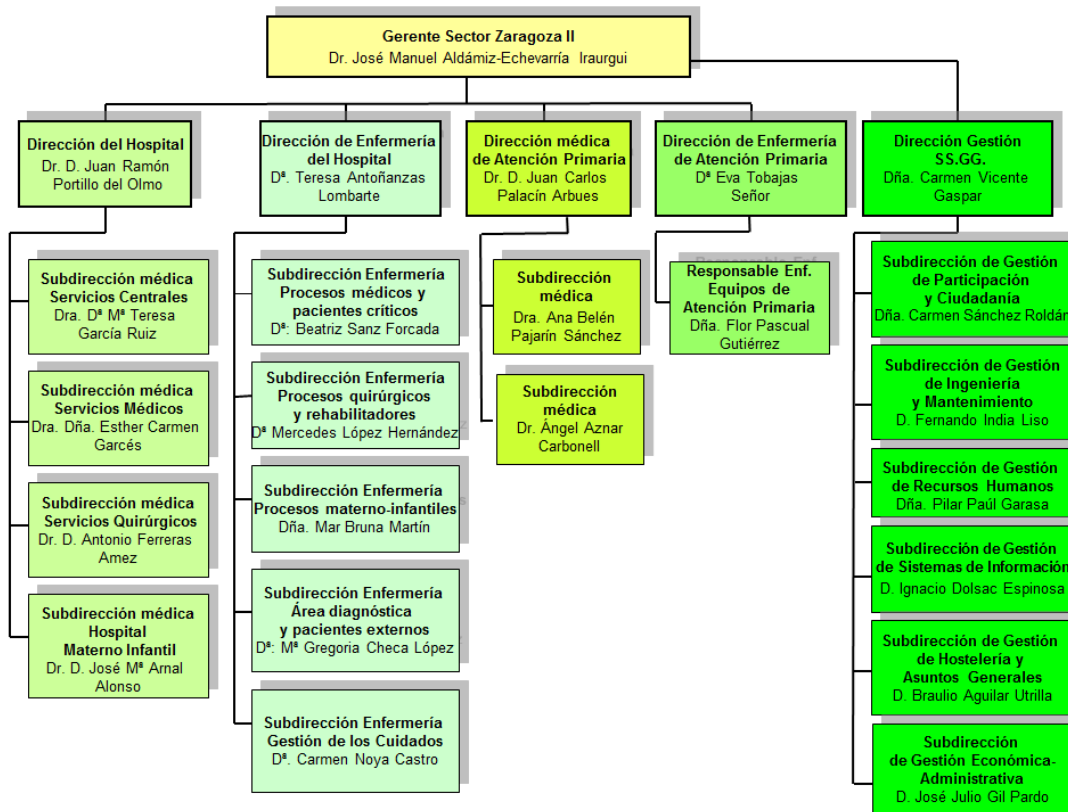 Gerente Sector Zaragoza II
Dr. José Manuel Aldámiz-Echevarría Iraurgui
Dirección del Hospital
Dr. D. Juan Ramón
Portillo del Olmo
Subdirección médica
Servicios Centrales
Dra. Dª Mª Teresa
García Ruiz
Subdirección médica
Servicios Médicos
Dra. Dña. Esther Carmen
Garcés
Subdirección médica
Servicios Quirúrgicos
Dr. D. Antonio Ferreras
Amez
Subdirección médica
Hospital
Materno Infantil
Dr. D. José Mª Arnal
Alonso
Dirección de Enfermería
del Hospital
Dª. Teresa Antoñanzas
Lombarte
Subdirección Enfermería
Procesos médicos y
pacientes críticos
Dª: Beatriz Sanz Forcada
Subdirección Enfermería
Procesos quirúrgicos
y rehabilitadores
Dª Mercedes López Hernández
Subdirección Enfermería
Procesos materno-infantiles
Dña. Mar Bruna Martín
Subdirección Enfermería
Área diagnóstica
y pacientes externos
Dª: Mª Gregoria Checa López
Subdirección Enfermería
Gestión de los Cuidados
Dª. Carmen Noya Castro
Dirección médica
de Atención Primaria
Dr. D. Juan Carlos
Palacín Arbues
Subdirección
médica
Dra. Ana Belén
Pajarín Sánchez
Subdirección
médica
Dr. Ángel Aznar
Carbonell
Dirección de Enfermería
de Atención Primaria
Dª Eva Tobajas
Señor
Responsable Enf.
Equipos de
Atención Primaria
Dña. Flor Pascual
Gutiérrez
Dirección Gestión
SS.GG.
Dña. Carmen Vicente
Gaspar
Subdirección de Gestión
de Participación
y Ciudadanía
Dña. Carmen Sánchez Roldán
Subdirección de Gestión
de Ingeniería
y Mantenimiento
D. Fernando India Liso
Subdirección de Gestión
de Recursos Humanos
Dña. Pilar Paúl Garasa
Subdirección de Gestión
de Sistemas de Información
D. Ignacio Dolsac Espinosa
Subdirección de Gestión
de Hostelería y
Asuntos Generales
D. Braulio Aguilar Utrilla
Subdirección
de Gestión Económica-
Administrativa
D. José Julio Gil Pardo